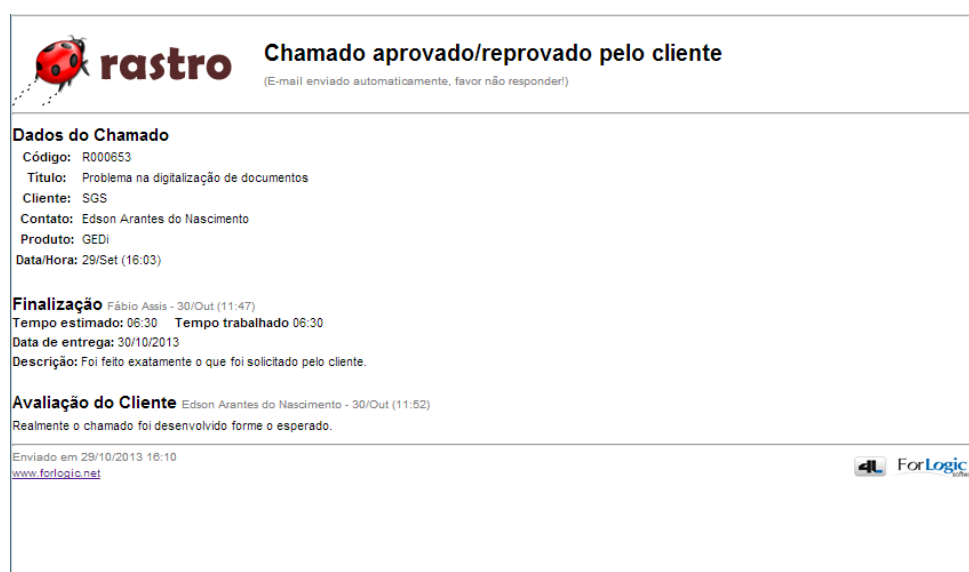 rastro
Chamado aprovado/reprovado pelo cliente
(E-mail enviado automaticamente, favor não responder!)
Dados do Chamado
Código: R000653
Título: Problema na digitalização de documentos
Cliente: SGS
Contato: Edson Arantes do Nascimento
Produto: GEDi
Data/Hora: 29/Set (16:03)
Finalização Fábio Assis - 30/Out (11:47)
Tempo estimado: 06:30 Tempo trabalhado 06:30
Data de entrega: 30/10/2013
Descrição: Foi feito exatamente o que foi solicitado pelo cliente.
Avaliação do Cliente Edson Arantes do Nascimento - 30/Out (11:52)
Realmente o chamado foi desenvolvido forme o esperado.
Enviado em 29/10/2013 16:10
www.forlogic.net
4L ForLogic